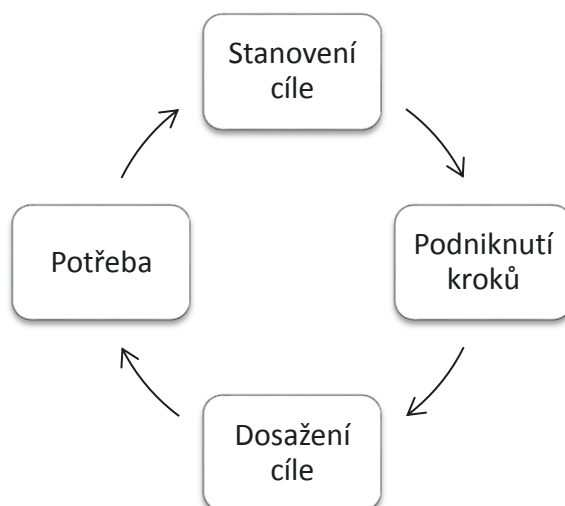 Stanovení
cíle
Potřeba
Podniknutí
kroků
Dosažení
cíle